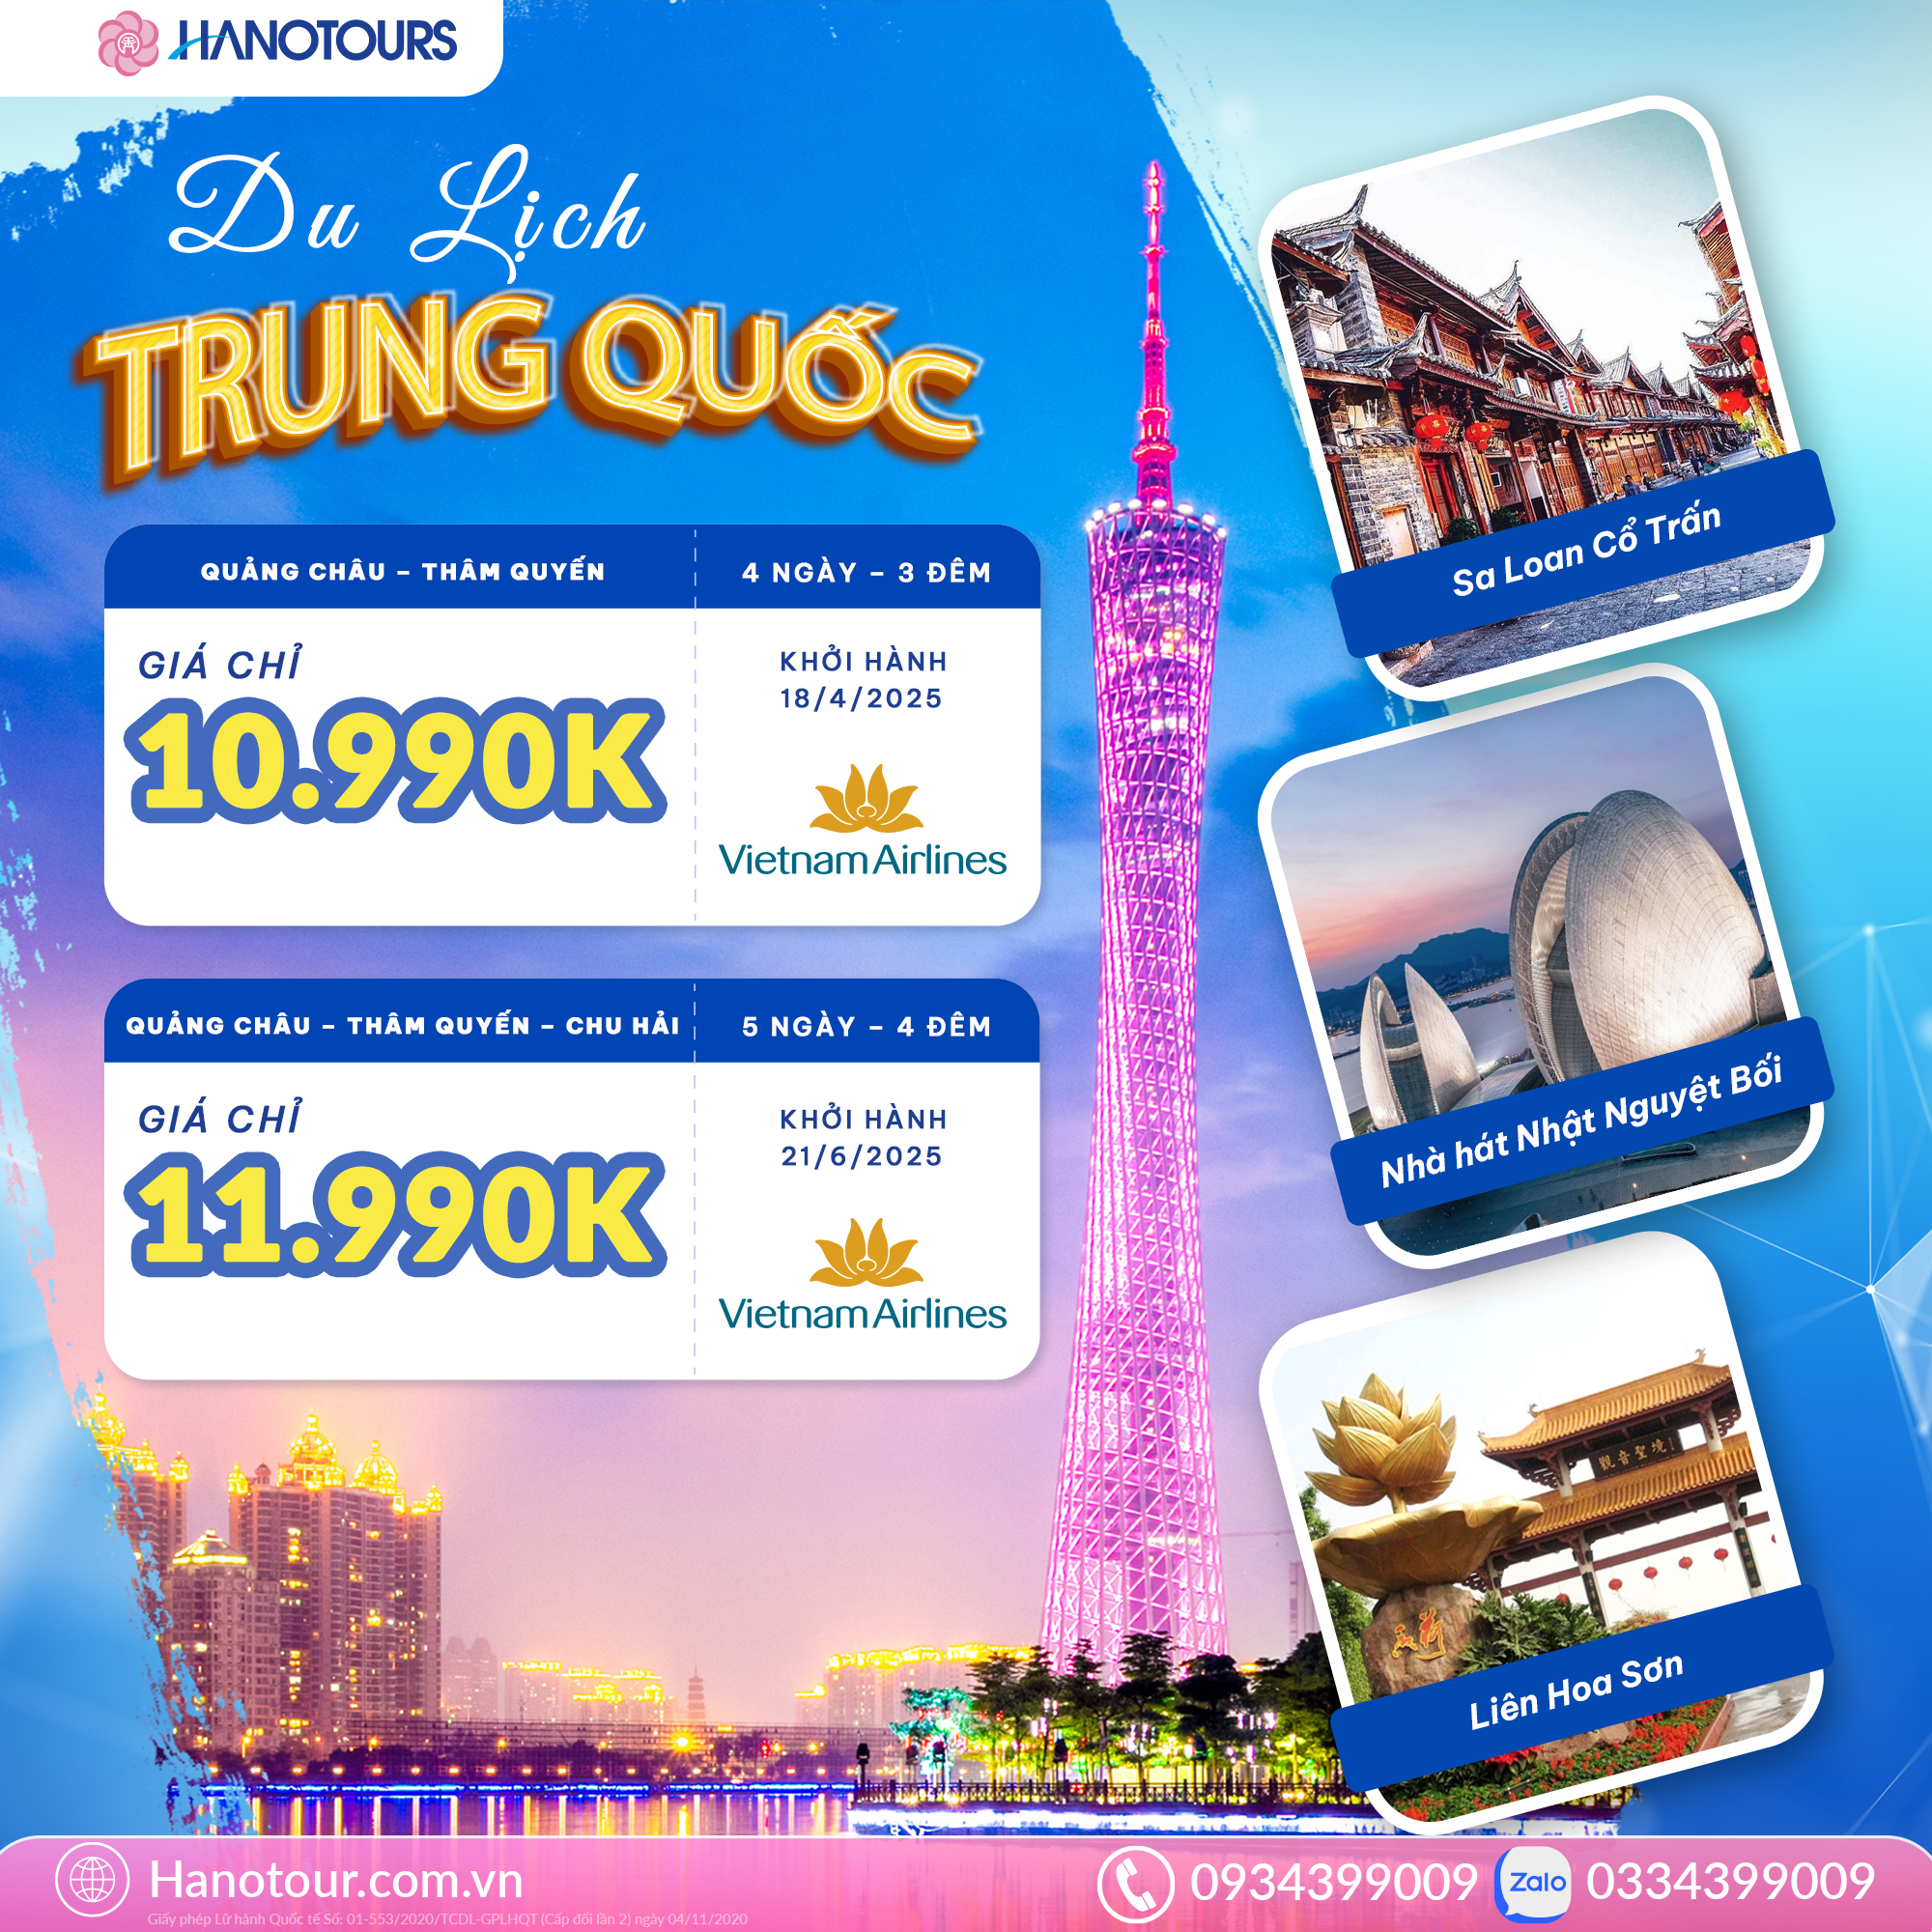 HANOTOURS
Du Lịch
TRUNG QUỐC
QUẢNG CHÂU – THÂM QUYẾN
4 NGÀY – 3 ĐÊM
GIÁ CHỈ
10.990K
KHỞI HÀNH
18/4/2025
Vietnam Airlines
QUẢNG CHÂU – THÂM QUYẾN – CHU HẢI
5 NGÀY – 4 ĐÊM
GIÁ CHỈ
11.990K
KHỞI HÀNH
21/6/2025
Vietnam Airlines
Sa Loan Cổ Trấn
Nhà hát Nhật Nguyệt Bối
觀音聖境
Liên Hoa Sơn
Hanotour.com.vn
0934399009
Zalo
0334399009
Giấy phép Lữ hành Quốc tế Số: 01-553/2020/TCDL-GPLHQT (Cấp đổi lần 2) ngày 04/11/2020